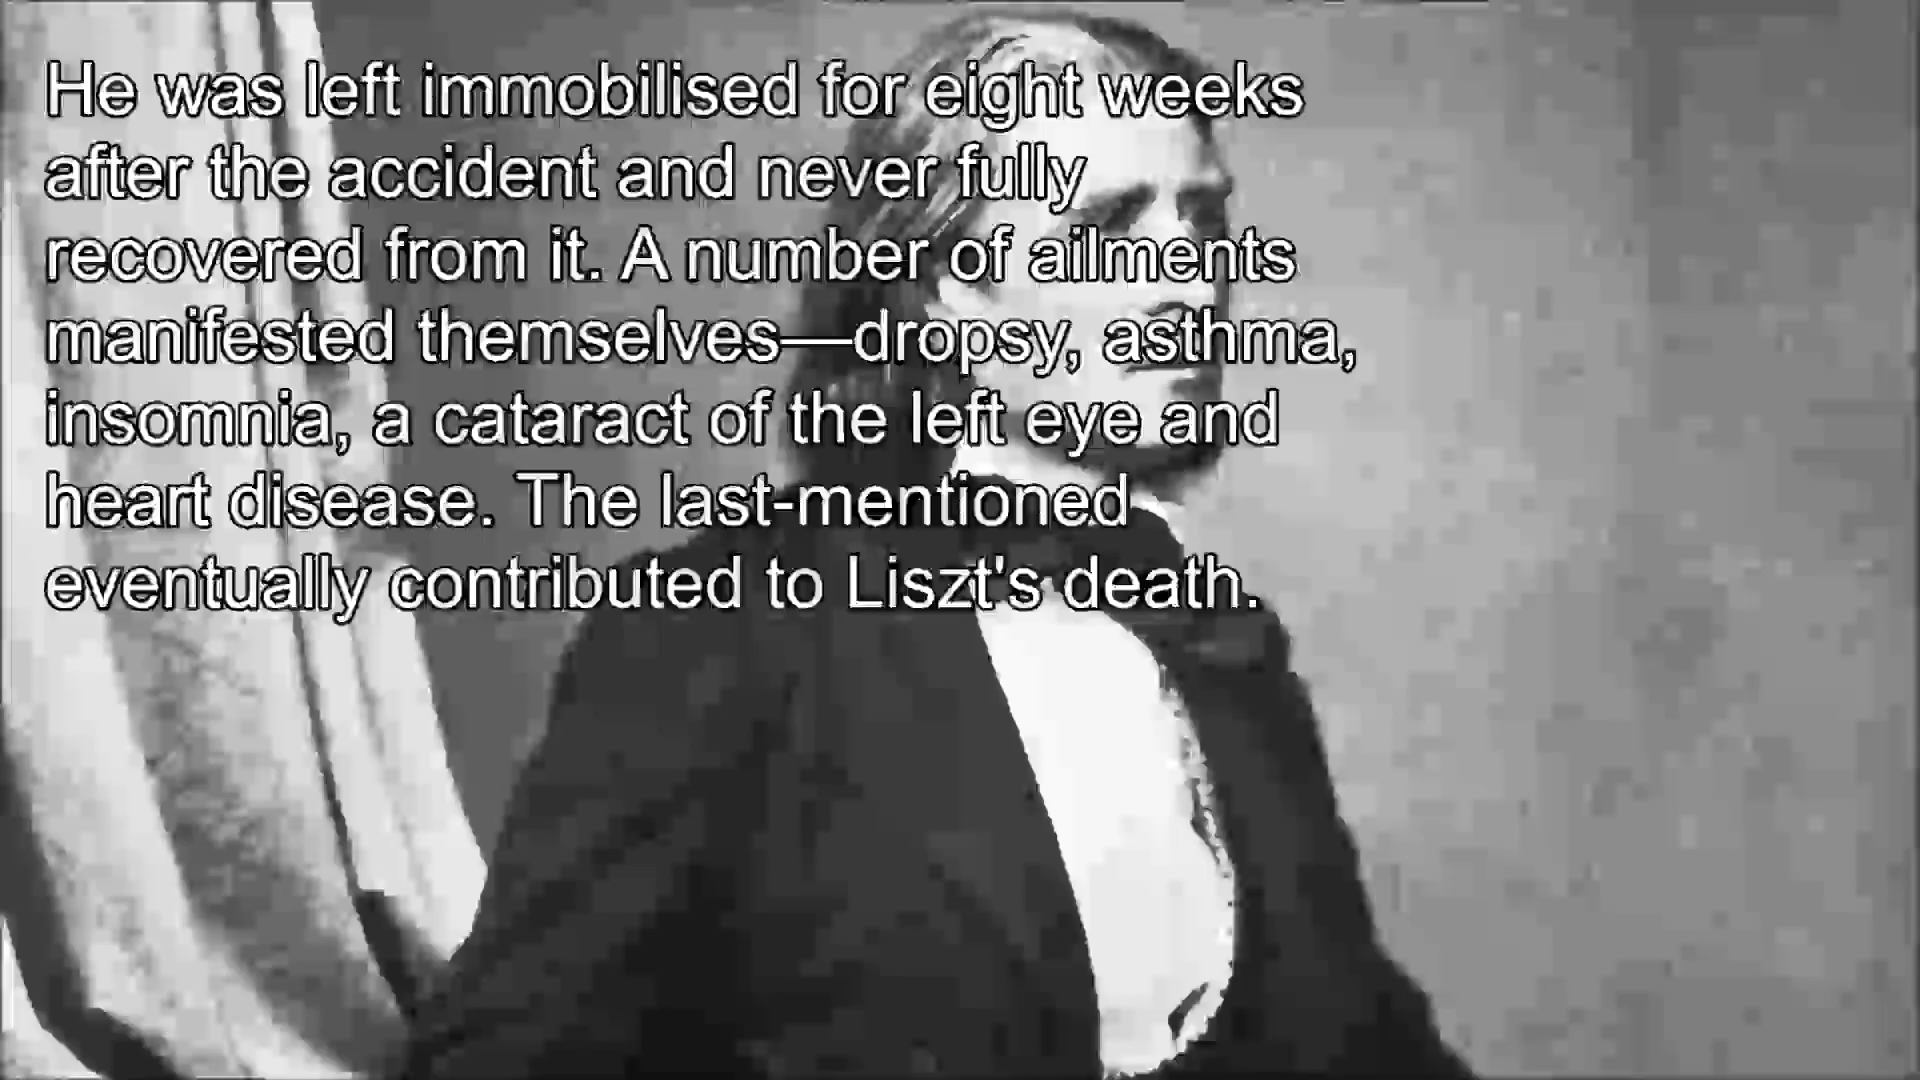 He was left immobilised for eight weeks
after the accident and never fully
recovered from it. A number of ailments
manifested themselves—dropsy, asthma,
insomnia, a cataract of the left eye and
heart disease. The last-mentioned
eventually contributed to Liszt's death.